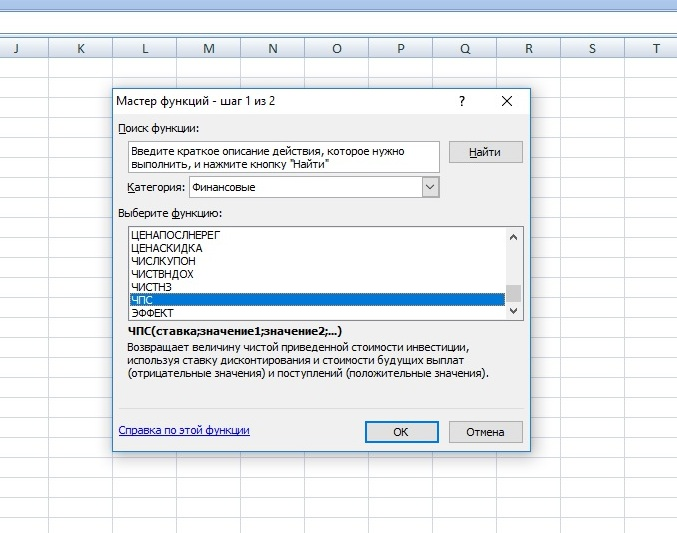 J K L M N O P Q R S T
Мастер функций - шаг 1 из 2 ?
Поиск функции:
Введите краткое описание действия, которое нужно
выполнить, и нажмите кнопку "Найти"
Найти
Категория: Финансовые
Выберите функцию:
ЦЕНАПОСЛНЕРЕГ
ЦЕНАСКИДКА
ЧИСЛКУПОН
ЧИСТВНДОХ
ЧИСТНЗ
ЧПС
ЭФФЕКТ
ЧПС(ставка;значение1;значение2;...)
Возвращает величину чистой приведенной стоимости инвестиции,
используя ставку дисконтирования и стоимости будущих выплат
(отрицательные значения) и поступлений (положительные значения).
Справка по этой функции
ОК Отмена